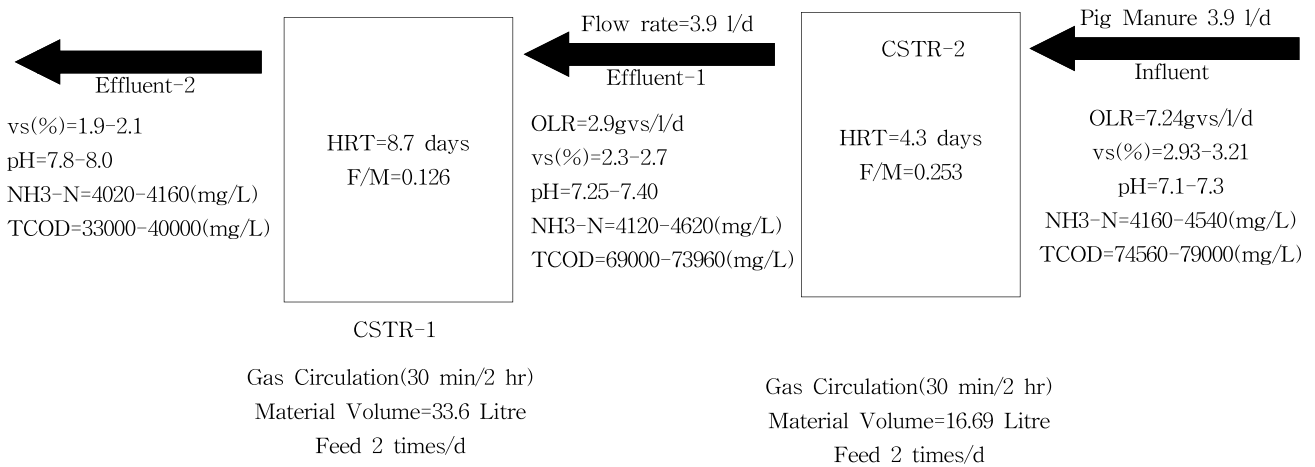 Effluent-2
vs(%)=1.9-2.1
pH=7.8-8.0
NH3-N=4020-4160(mg/L)
TCOD=33000-40000(mg/L)
HRT=8.7 days
F/M=0.126
CSTR-1
Gas Circulation(30 min/2 hr)
Material Volume=33.6 Litre
Feed 2 times/d
Flow rate=3.9 l/d
Effluent-1
OLR=2.9gvs/l/d
vs(%)=2.3-2.7
pH=7.25-7.40
NH3-N=4120-4620(mg/L)
TCOD=69000-73960(mg/L)
CSTR-2
HRT=4.3 days
F/M=0.253
Gas Circulation(30 min/2 hr)
Material Volume=16.69 Litre
Feed 2 times/d
Pig Manure 3.9 l/d
Influent
OLR=7.24gvs/l/d
vs(%)=2.93-3.21
pH=7.1-7.3
NH3-N=4160-4540(mg/L)
TCOD=74560-79000(mg/L)